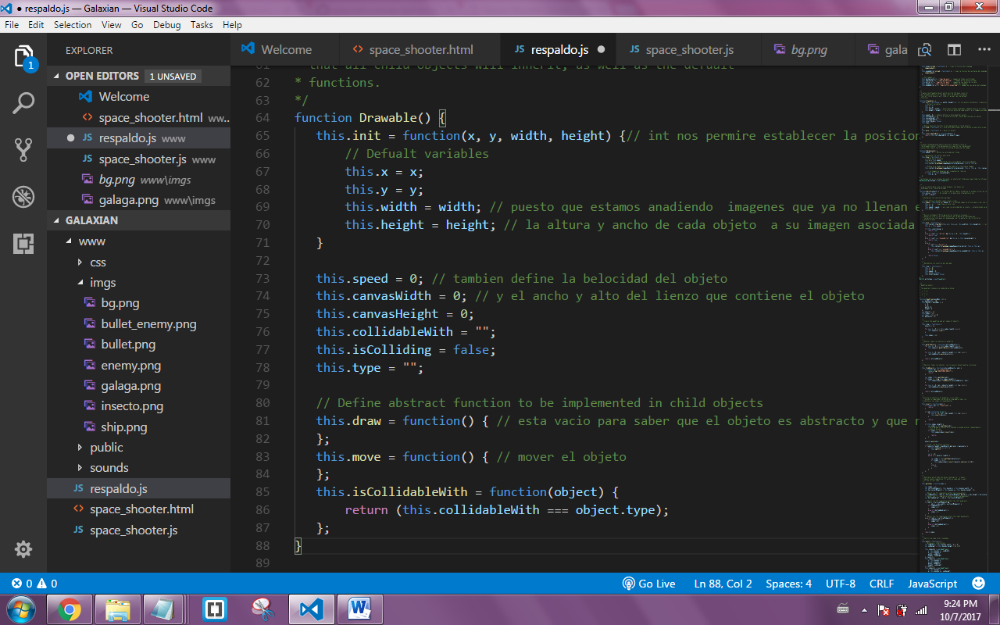 ● respaldo.js — Galaxian — Visual Studio Code
File Edit Selection View Go Debug Tasks Help
1
EXPLORER
OPEN EDITORS 1 UNSAVED
Welcome
space_shooter.html ww...
● respaldo.js www
space_shooter.js www
bg.png www\imgs
galaga.png www\imgs
GALAXIAN
www
css
imgs
bg.png
bullet_enemy.png
bullet.png
enemy.png
galaga.png
insecto.png
ship.png
public
sounds
JS respaldo.js
space_shooter.html
JS space_shooter.js
Welcome space_shooter.html JS respaldo.js ● JS space_shooter.js bg.png gala
61 * that all child objects will inherit, as well as the default
62 * functions.
63 */
64 function Drawable() {
65 this.init = function(x, y, width, height) {// int nos permire establecer la posicion
66 // Defualt variables
67 this.x = x;
68 this.y = y;
69 this.width = width; // puesto que estamos anadiendo  imagenes que ya no llenan e
70 this.height = height; // la altura y ancho de cada objeto  a su imagen asociada
71 }
72
73 this.speed = 0; // tambien define la belocidad del objeto
74 this.canvasWidth = 0; // y el ancho y alto del lienzo que contiene el objeto
75 this.canvasHeight = 0;
76 this.collidableWith = "";
77 this.isColliding = false;
78 this.type = "";
79
80 // Define abstract function to be implemented in child objects
81 this.draw = function() { // esta vacio para saber que el objeto es abstracto y que
82 };
83 this.move = function() { // mover el objeto
84 };
85 this.isCollidableWith = function(object) {
86 return (this.collidableWith === object.type);
87 };
88 }
89
0 0 Go Live Ln 88, Col 2 Spaces: 4 UTF-8 CRLF JavaScript
9:24 PM
10/7/2017